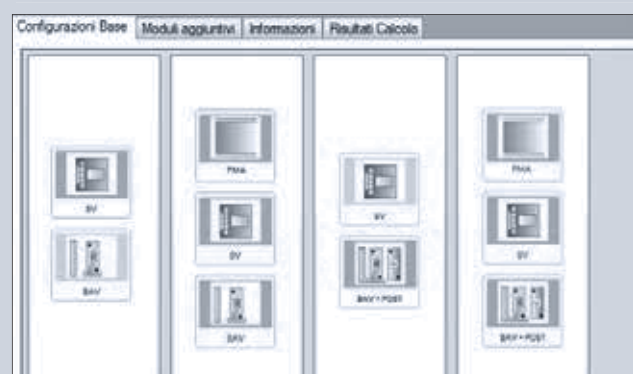 Configurazioni Base
Moduli aggiuntivi
Informazioni
Risultati Calcolo
SV
BAV
PMA
SV
BAV
SV
BAV + POST
PMA
SV
BAV + POST